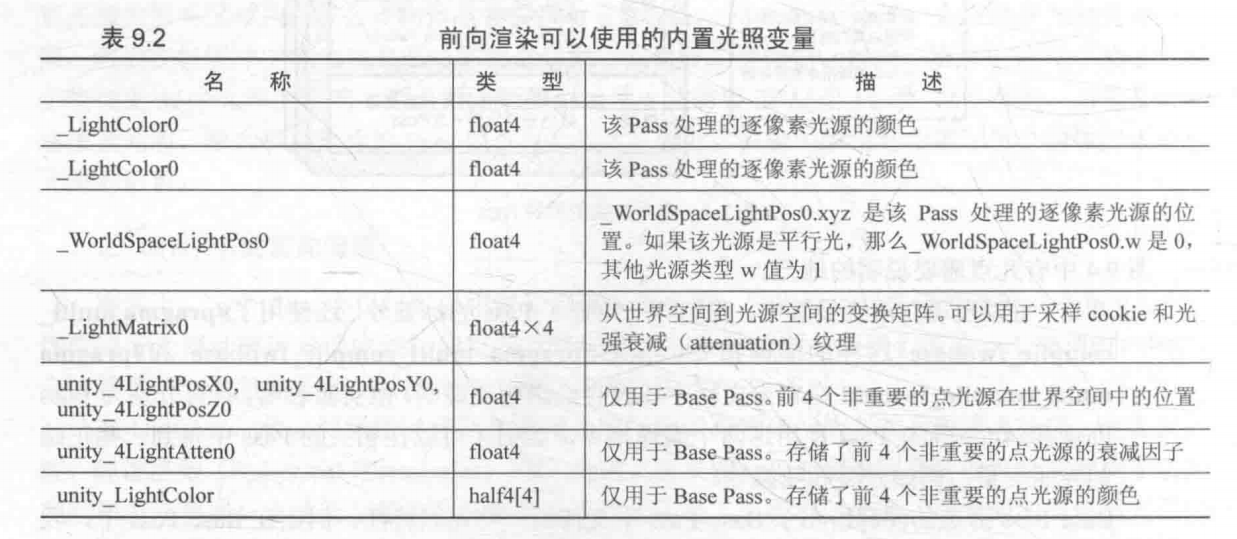 表 9.2 前向渲染可以使用的内置光照变量
名 称 类 型 描 述
_LightColor0 float4 该 Pass 处理的逐像素光源的颜色
_LightColor0 float4 该 Pass 处理的逐像素光源的颜色
_WorldSpaceLightPos0 float4 _WorldSpaceLightPos0.xyz 是该 Pass 处理的逐像素光源的位
置。如果该光源是平行光，那么_WorldSpaceLightPos0.w 是 0，
其他光源类型 w 值为 1
_LightMatrix0 float4×4 从世界空间到光源空间的变换矩阵，可以用于采样 cookie 和光
强衰减（attenuation）纹理
unity_4LightPosX0, unity_4LightPosY0,
unity_4LightPosZ0 float4 仅用于 Base Pass。前 4 个非重要的点光源在世界空间中的位置
unity_4LightAtten0 float4 仅用于 Base Pass。存储了前 4 个非重要的点光源的衰减因子
unity_LightColor half4[4] 仅用于 Base Pass。存储了前 4 个非重要的点光源的颜色